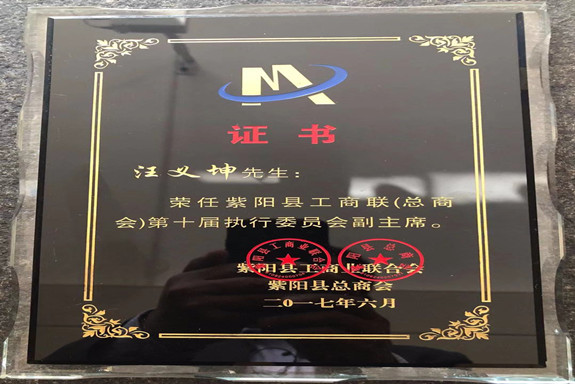 证书
汪义坤先生：
荣任紫阳县工商联(总商
会)第十届执行委员会副主席。
紫阳县工商业联合会
紫阳县总商会
二〇一七年六月